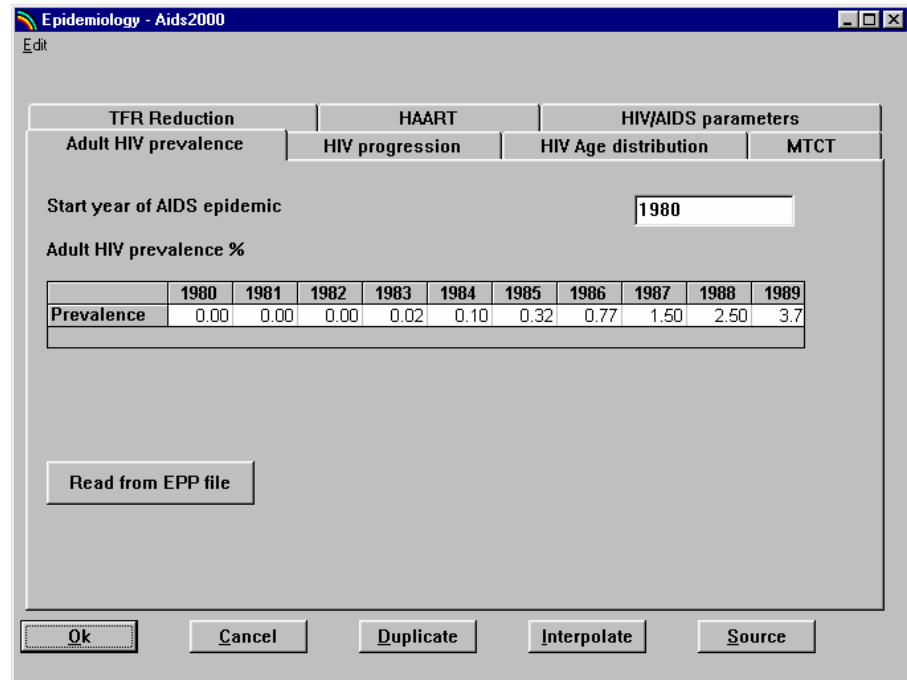 Epidemiology - Aids2000
Edit
TFR Reduction HAART HIV/AIDS parameters
Adult HIV prevalence HIV progression HIV Age distribution MTCT
Start year of AIDS epidemic 1980
Adult HIV prevalence %
1980 1981 1982 1983 1984 1985 1986 1987 1988 1989
Prevalence 0.00 0.00 0.00 0.02 0.10 0.32 0.77 1.50 2.50 3.7
Read from EPP file
Ok Cancel Duplicate Interpolate Source